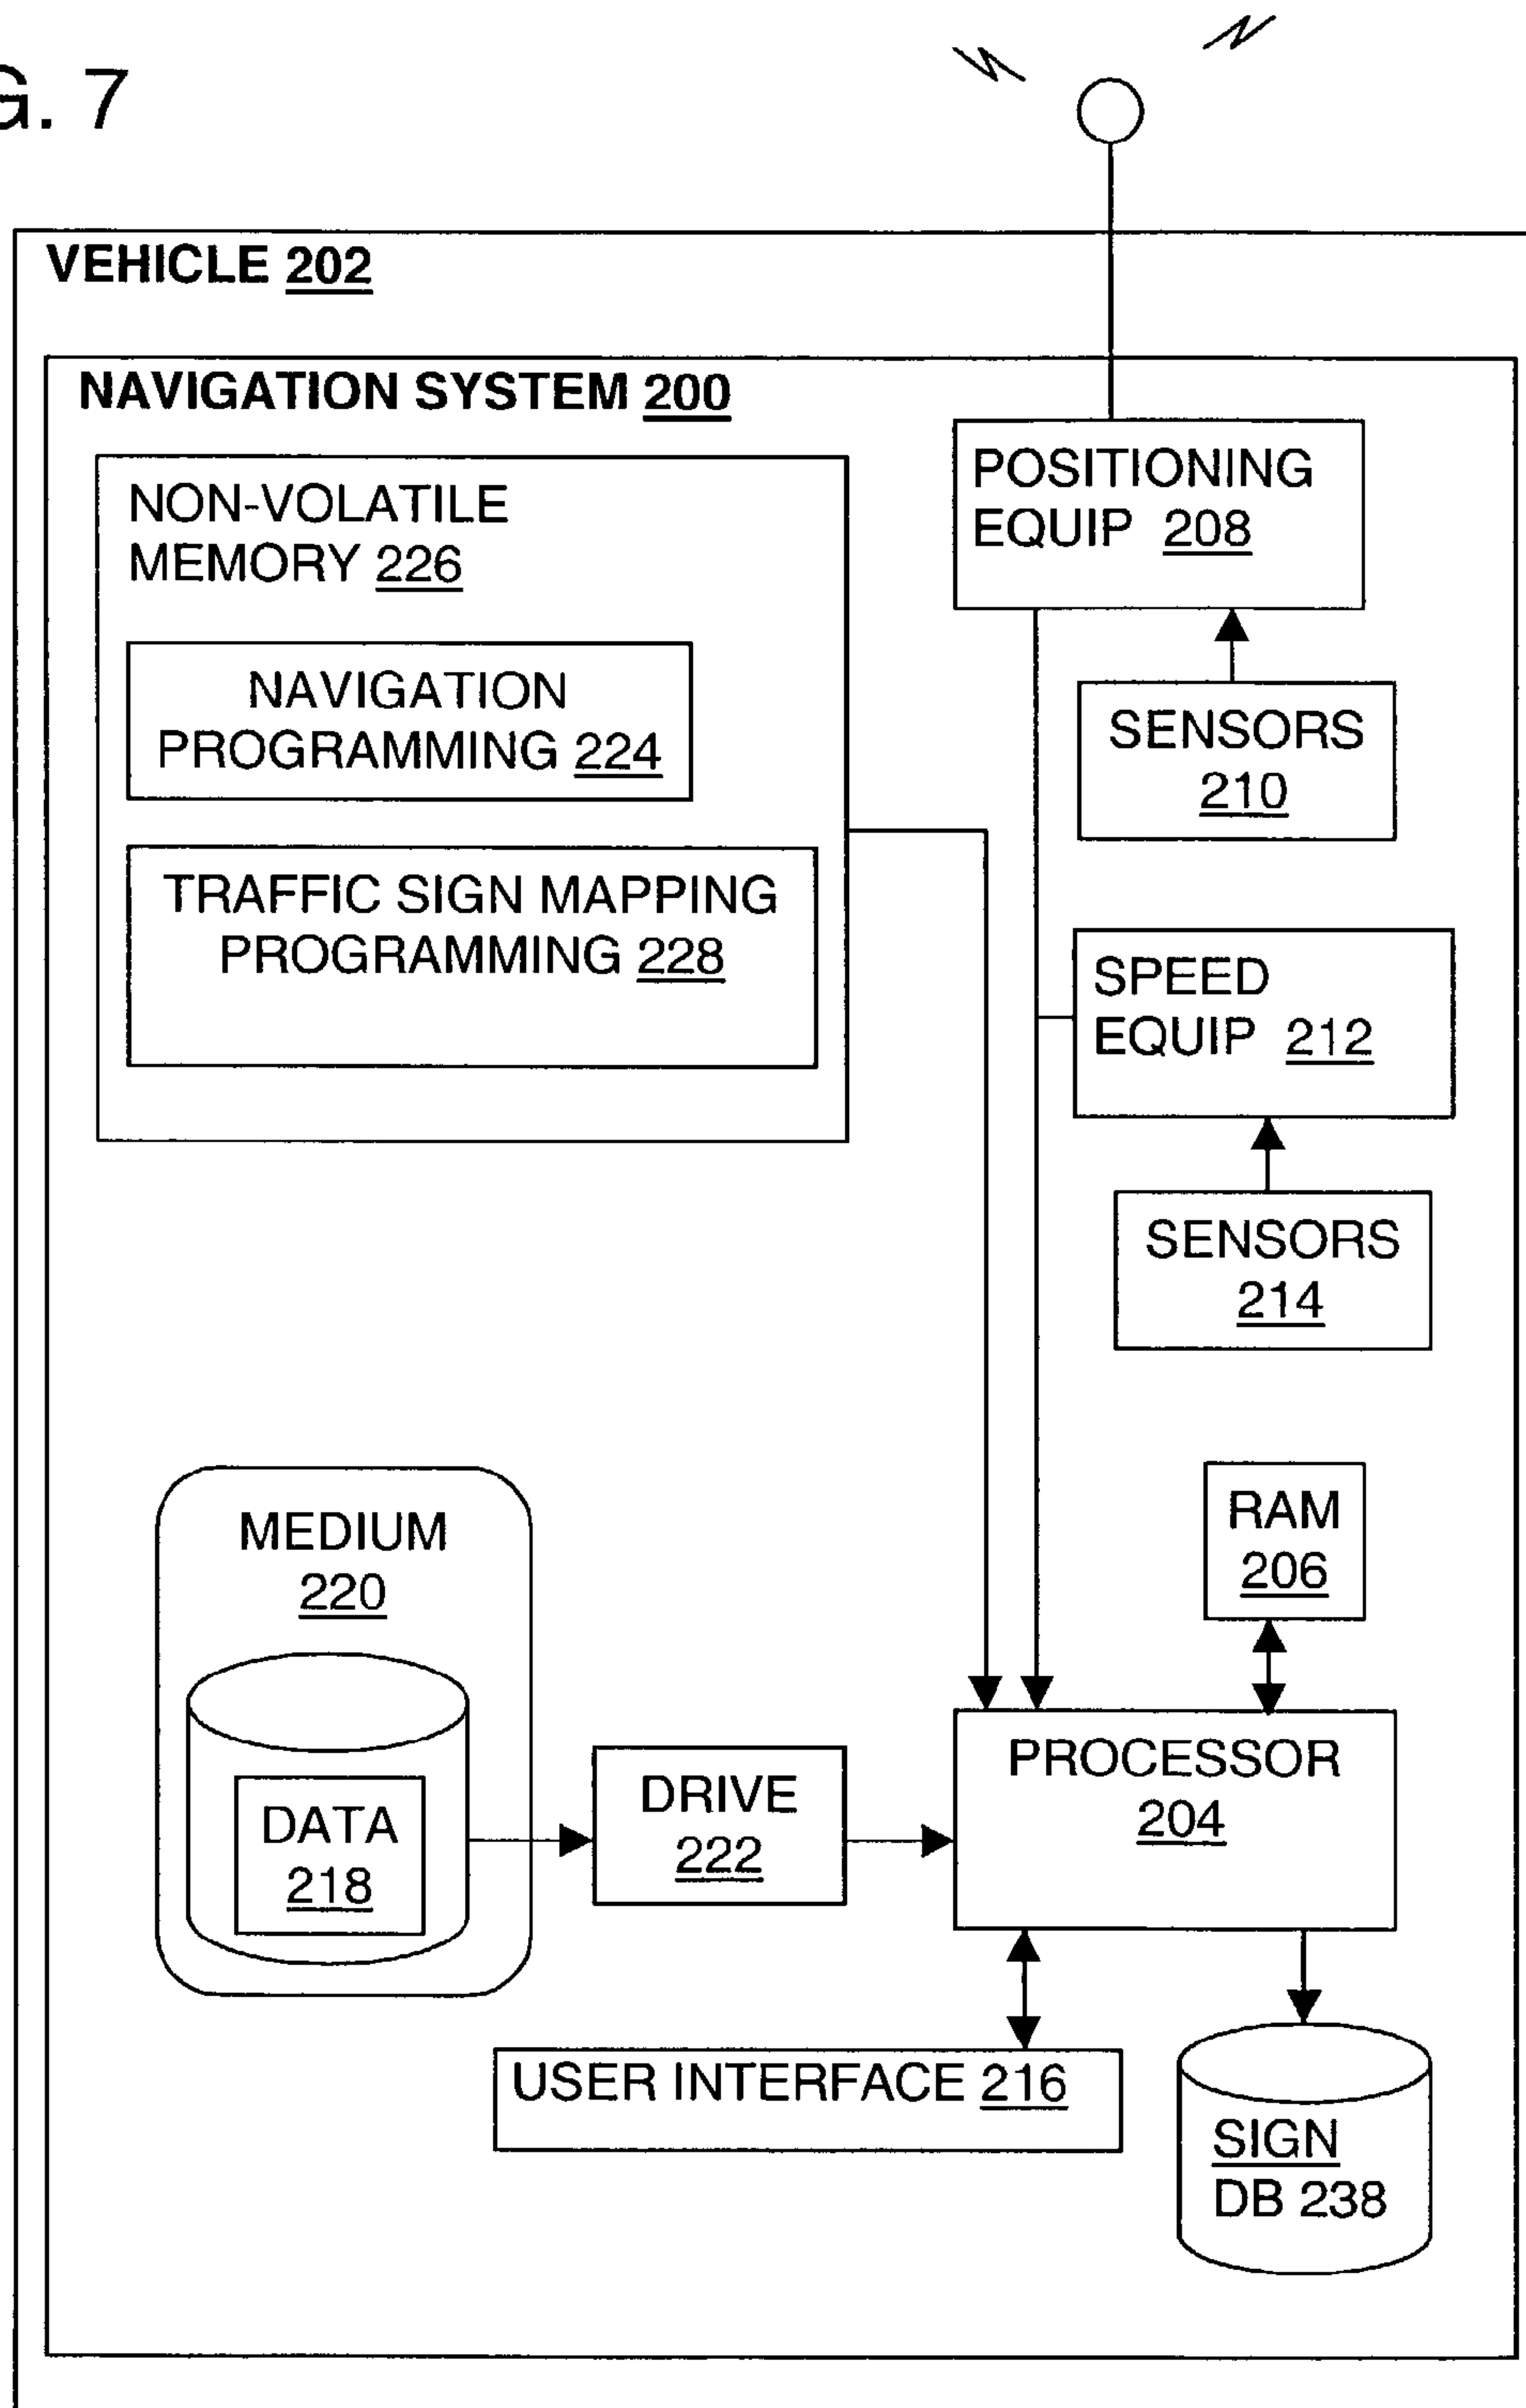 G. 7
VEHICLE 202
NAVIGATION SYSTEM 200
NON-VOLATILE
MEMORY 226
NAVIGATION
PROGRAMMING 224
TRAFFIC SIGN MAPPING
PROGRAMMING 228
POSITIONING
EQUIP 208
SENSORS
210
SPEED
EQUIP 212
SENSORS
214
MEDIUM
220
DATA
218
DRIVE
222
RAM
206
PROCESSOR
204
USER INTERFACE 216
SIGN
DB 238